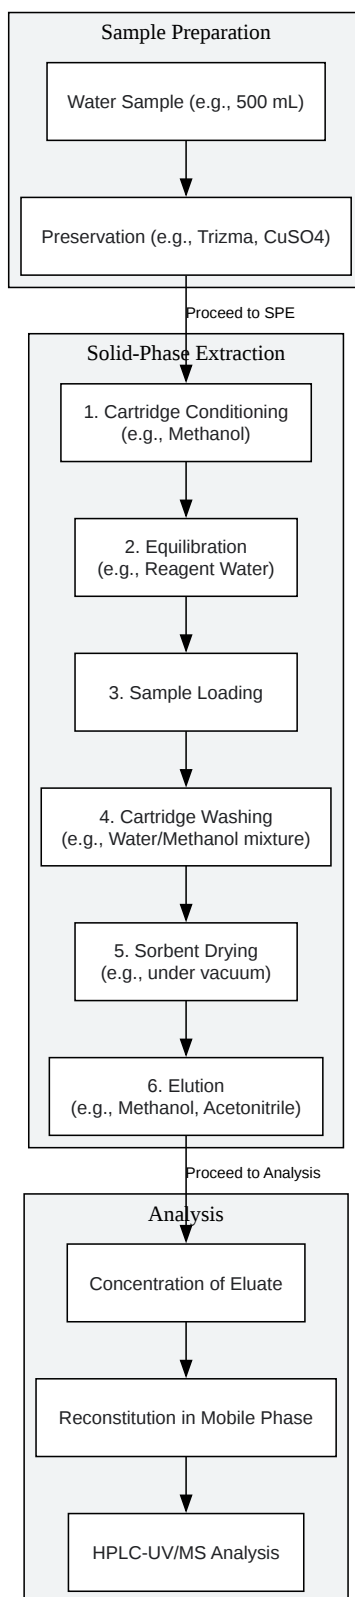 Sample Preparation
Water Sample (e.g., 500 mL)
Preservation (e.g., Trizma, CuSO4)
Proceed to SPE
Solid-Phase Extraction
1. Cartridge Conditioning
(e.g., Methanol)
2. Equilibration
(e.g., Reagent Water)
3. Sample Loading
4. Cartridge Washing
(e.g., Water/Methanol mixture)
5. Sorbent Drying
(e.g., under vacuum)
6. Elution
(e.g., Methanol, Acetonitrile)
Proceed to Analysis
Analysis
Concentration of Eluate
Reconstitution in Mobile Phase
HPLC-UV/MS Analysis